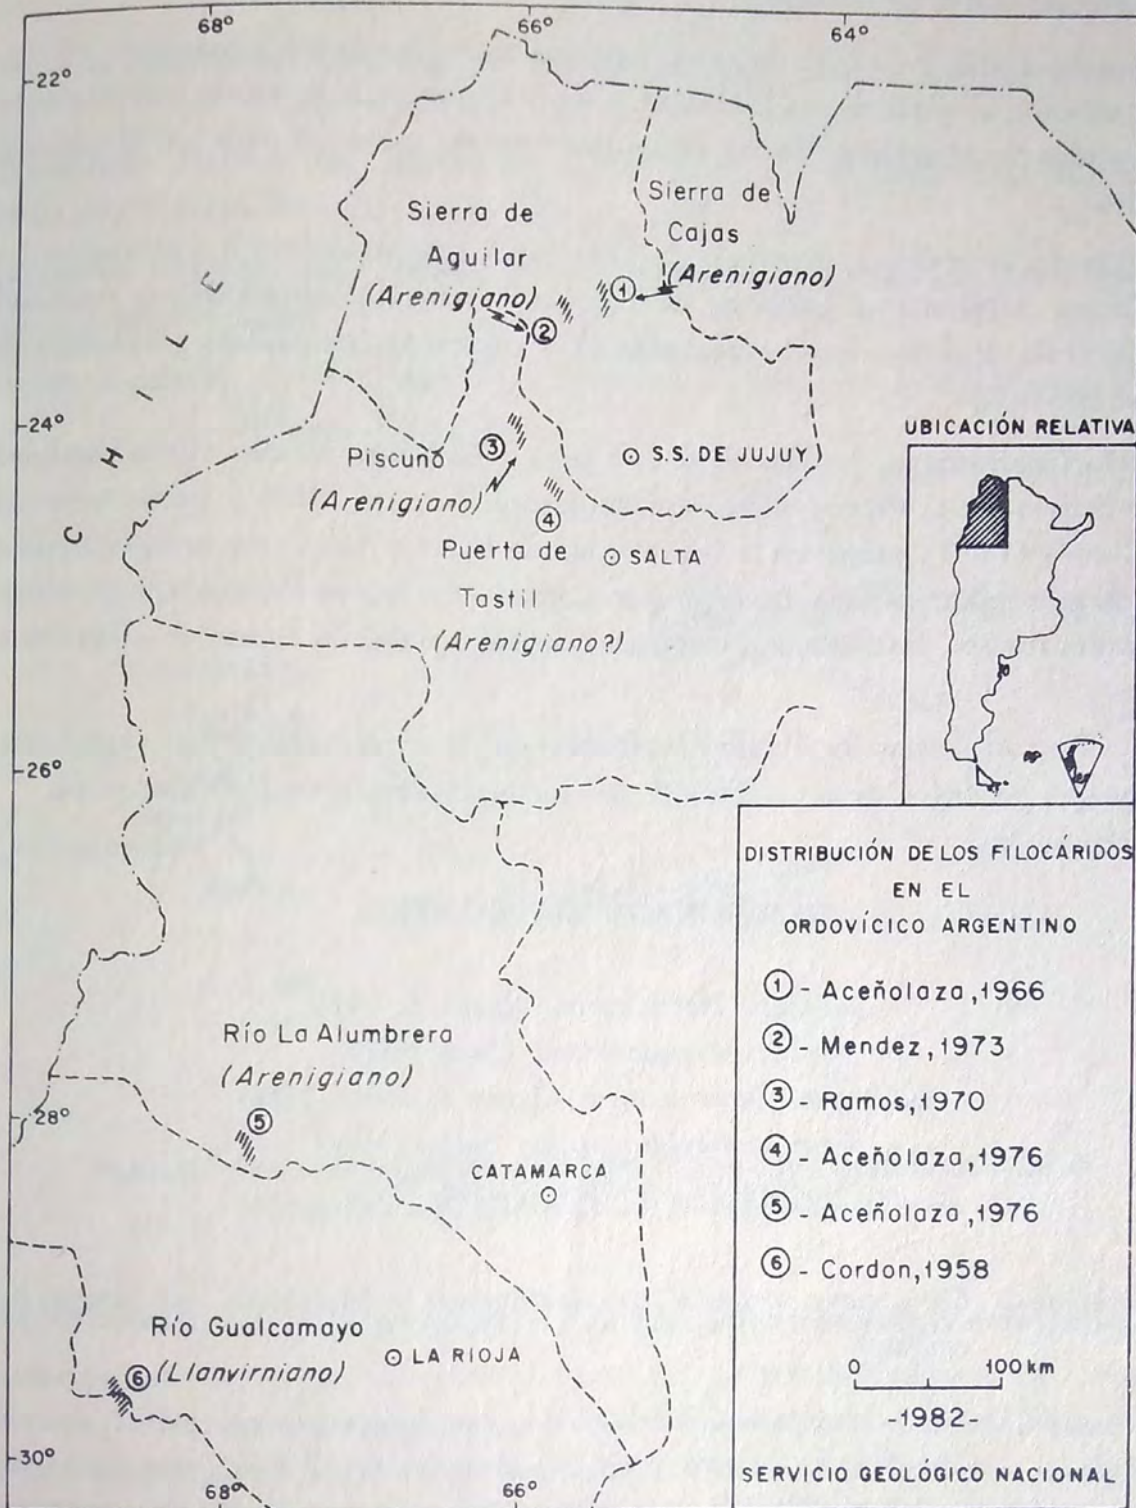 68°
66°
64°
22°
24°
26°
28°
30°
68°
66°
CHILE
Sierra de
Aguilar
(Arenigiano)
2
Sierra de
Cajas
(Arenigiano)
1
3
Piscuno
(Arenigiano)
S.S. DE JUJUY
4
Puerta de
Tastil
(Arenigiano?)
SALTA
Río La Alumbrera
(Arenigiano)
5
CATAMARCA
Río Gualcamayo
(Llanvirniano)
6
LA RIOJA
UBICACIÓN RELATIVA
DISTRIBUCIÓN DE LOS FILOCÁRIDOS
EN EL
ORDOVÍCICO ARGENTINO
1 - Aceñolaza, 1966
2 - Mendez, 1973
3 - Ramos, 1970
4 - Aceñolaza, 1976
5 - Aceñolaza, 1976
6 - Cordon, 1958
0 100 km
-1982-
SERVICIO GEOLÓGICO NACIONAL